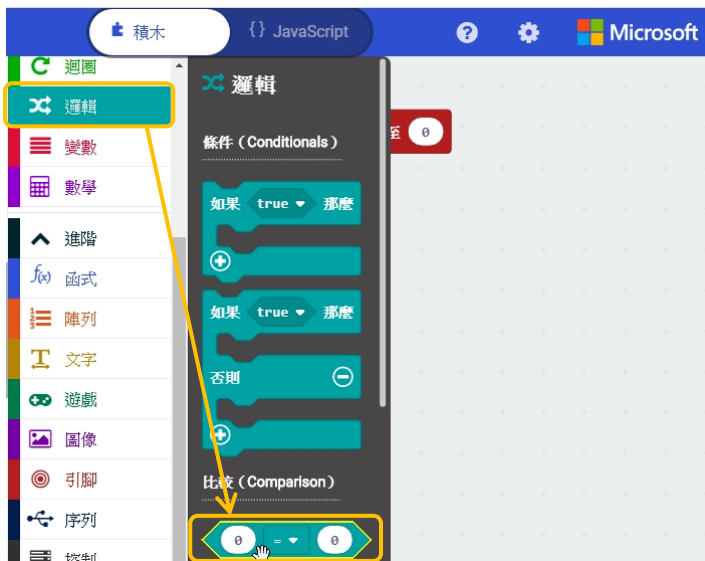 積木
{} JavaScript
?
Microsoft
迴圈
邏輯
變數
數學
進階
f(x) 函式
陣列
文字
遊戲
圖像
引腳
序列
控制
邏輯
條件（Conditionals）
如果 true 那麼
如果 true 那麼
否則
比較（Comparison）
0 = 0
至 0